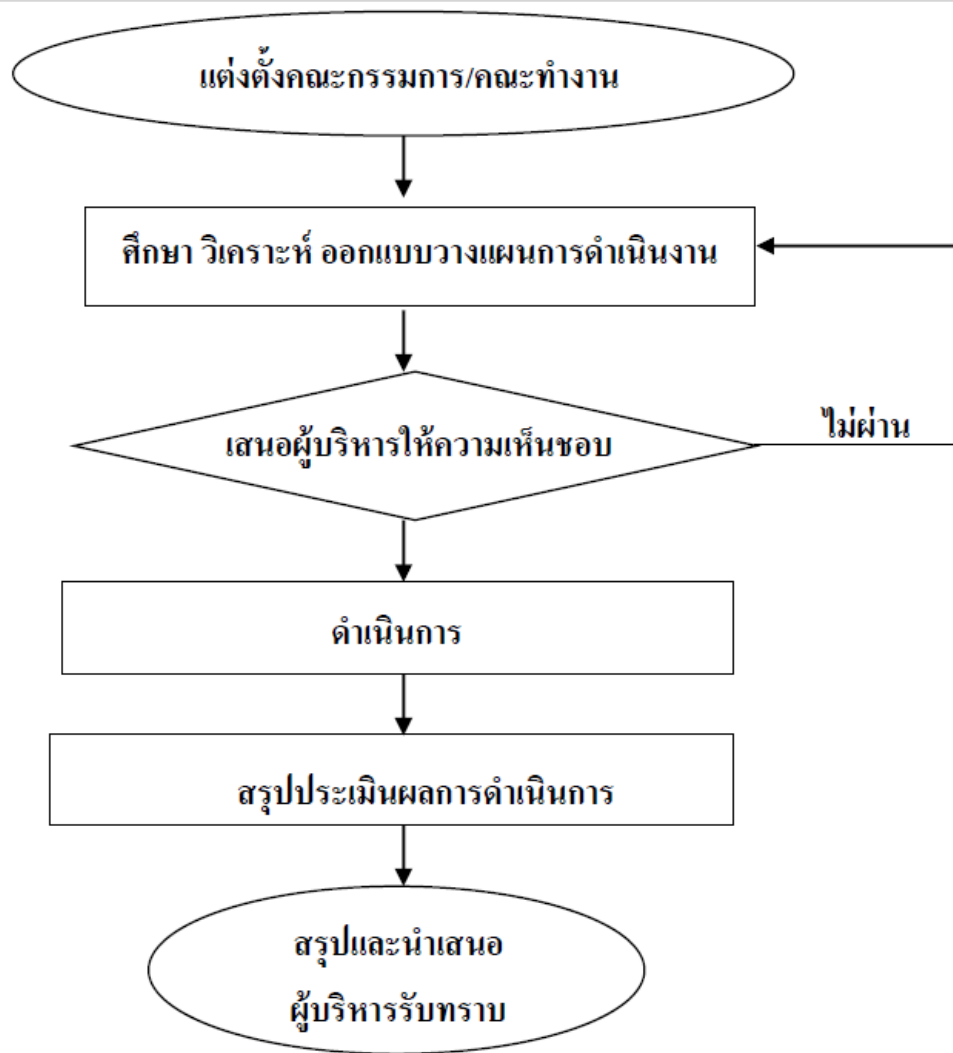 แต่งตั้งคณะกรรมการ/คณะทำงาน
ศึกษา วิเคราะห์ ออกแบบวางแผนการดำเนินงาน
เสนอผู้บริหารให้ความเห็นชอบ
ไม่ผ่าน
ดำเนินการ
สรุปประเมินผลการดำเนินการ
สรุปและนำเสนอ
ผู้บริหารรับทราบ